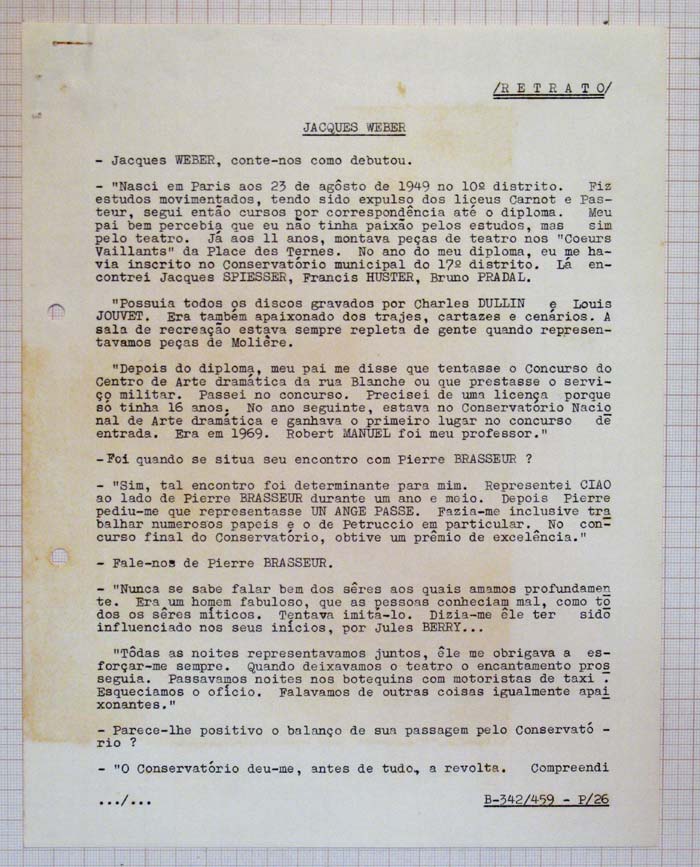 /R E T R A T O/
JACQUES WEBER
- Jacques WEBER, conte-nos como debutou.
- "Nasci em Paris aos 23 de agôsto de 1949 no 10º distrito. Fiz
estudos movimentados, tendo sido expulso dos liçeus Carnot e Pas-
teur, segui então cursos por correspondência até o diploma. Meu
pai bem percebia que eu não tinha paixão pelos estudos, mas sim
pelo teatro. Já aos 11 anos, montava peças de teatro nos "Coeurs
Vaillants" da Place des Ternes. No ano do meu diploma, eu me ha-
via inscrito no Conservatório municipal do 17º distrito. Lá en-
contrei Jacques SPIESSER, Francis HUSTER, Bruno PRADAL.
"Possuia todos os discos gravados por Charles DULLIN e Louis
JOUVET. Era também apaixonado dos trajes, cartazes e cenários. A
sala de recreação estava sempre repleta de gente quando represen-
tavamos peças de Molière.
"Depois do diploma, meu pai me disse que tentasse o Concurso do
Centro de Arte dramática da rua Blanche ou que prestasse o servi-
ço militar. Passei no concurso. Precisei de uma licença porque
só tinha 16 anos. No ano seguinte, estava no Conservatório Nacio
nal de Arte dramática e ganhava o primeiro lugar no concurso de
entrada. Era em 1969. Robert MANUEL foi meu professor."
-Foi quando se situa seu encontro com Pierre BRASSEUR ?
- "Sim, tal encontro foi determinante para mim. Representei CIAO
ao lado de Pierre BRASSEUR durante um ano e meio. Depois Pierre
pediu-me que representasse UN ANGE PASSE. Fazia-me inclusive tra
balhar numerosos papeis e o de Petruccio em particular. No con-
curso final do Conservatório, obtive um prêmio de excelência."
- Fale-nos de Pierre BRASSEUR.
- "Nunca se sabe falar bem dos sêres aos quais amamos profundamen
te. Era um homem fabuloso, que as pessoas conheciam mal, como to
dos os sêres míticos. Tentava imitá-lo. Dizia-me êle ter sido
influenciado nos seus inícios, por Jules BERRY...
"Tôdas as noites representavamos juntos, êle me obrigava a es-
forçar-me sempre. Quando deixavamos o teatro o encantamento pros
seguia. Passavamos noites nos botequins com motoristas de taxi .
Esqueciamos o ofício. Falavamos de outras coisas igualmente apai
xonantes."
- Parece-lhe positivo o balanço de sua passagem pelo Conservató -
rio ?
- "O Conservatório deu-me, antes de tudo, a revolta. Compreendi
.../...
B-342/459 - P/26